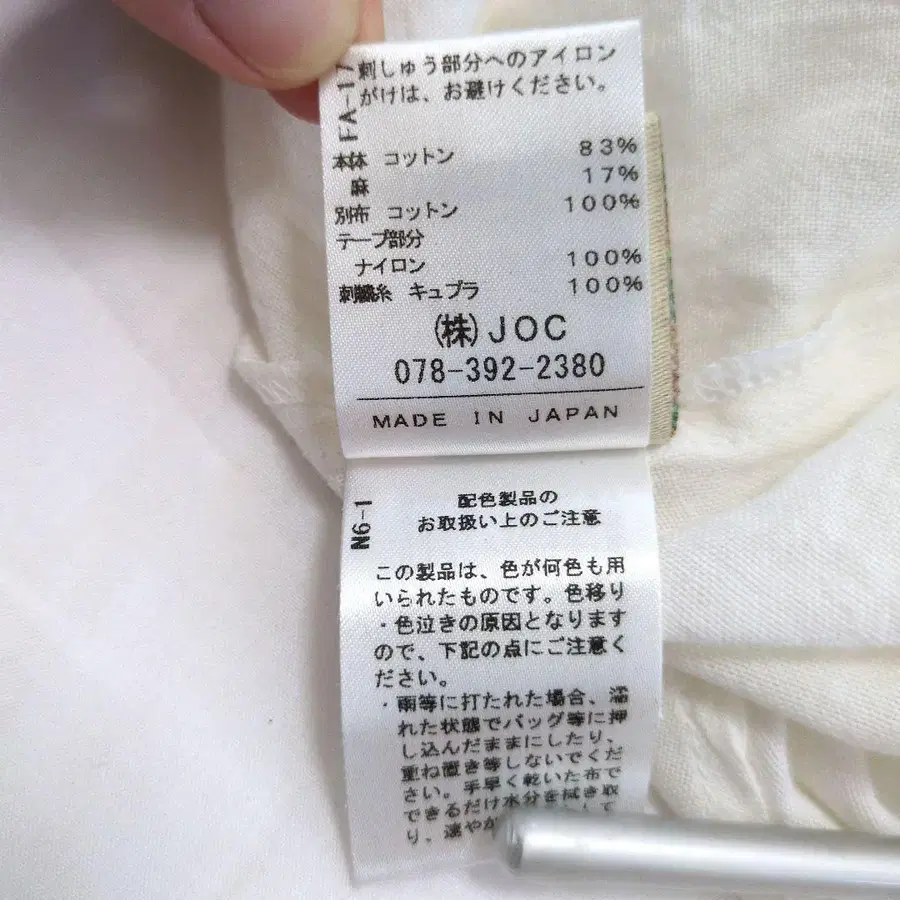 FA-17
刺しゅう部分へのアイロン
がけは、お避けください。
本体 コットン 83%
麻 17%
別布 コットン 100%
テープ部分
ナイロン 100%
刺繍糸 キュプラ 100%
(株)JOC
078-392-2380
MADE IN JAPAN
N6-1
配色製品の
お取扱い上のご注意
この製品は、色が何色も用
いられたものです。色移り
・色泣きの原因となります
ので、下記の点にご注意く
ださい。
・雨等に打たれた場合、濡
れた状態でバッグ等に押
し込んだままにしたり、
重ね置き等しないでくだ
さい。手早く乾いた布で
できるだけ水分を拭き取
り、速やか